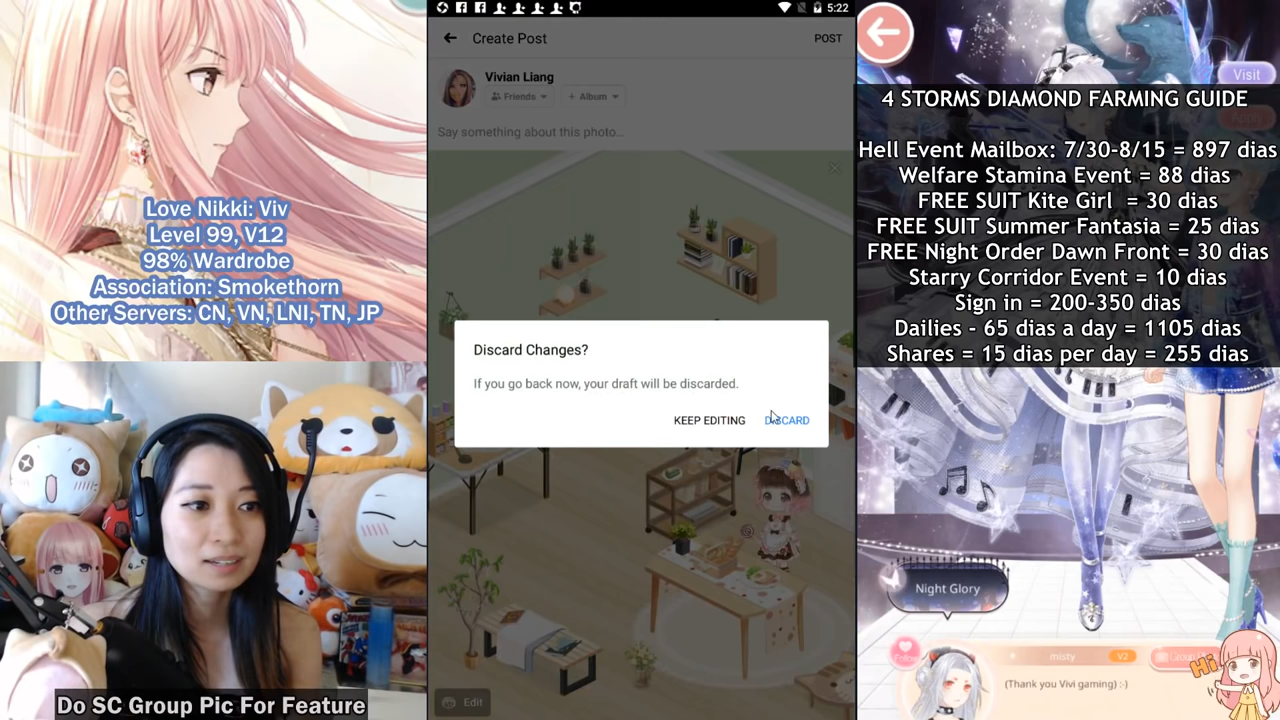 Love Nikki: Viv
Level 99, V12
98% Wardrobe
Association: Smokethorn
Other Servers: CN, VN, LNI, TN, JP
Do SC Group Pic For Feature
5:22
Create Post
POST
Vivian Liang
Friends
+ Album
Say something about this photo...
Discard Changes?
If you go back now, your draft will be discarded.
KEEP EDITING
DISCARD
Edit
Visit
4 STORMS DIAMOND FARMING GUIDE
Apply
Hell Event Mailbox: 7/30-8/15 = 897 dias
Welfare Stamina Event = 88 dias
FREE SUIT Kite Girl = 30 dias
FREE SUIT Summer Fantasia = 25 dias
FREE Night Order Dawn Front = 30 dias
Starry Corridor Event = 10 dias
Sign in = 200-350 dias
Dailies - 65 dias a day = 1105 dias
Shares = 15 dias per day = 255 dias
Night Glory
Follow
misty
V2
Group
(Thank you Vivi gaming) :-)
Hi